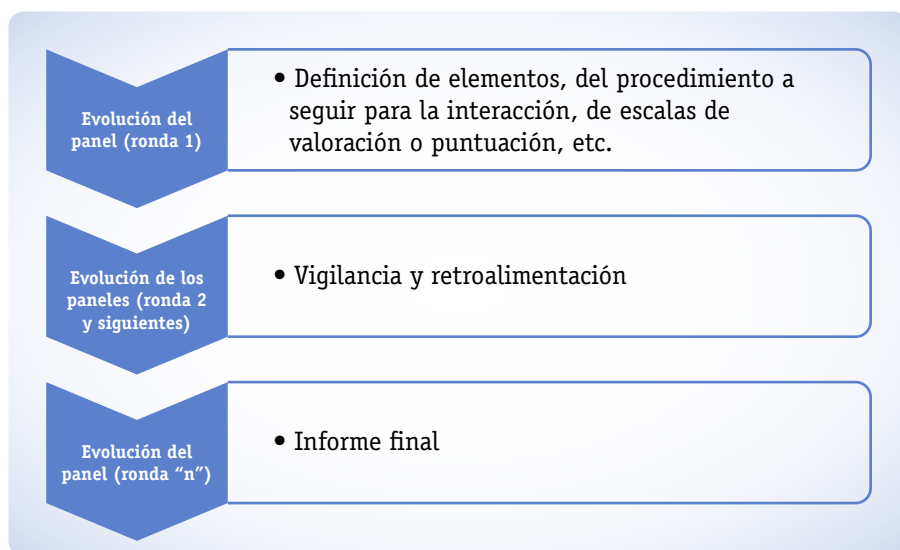 Evolución del
panel (ronda 1)
• Definición de elementos, del procedimiento a
seguir para la interacción, de escalas de
valoración o puntuación, etc.
Evolución de los
paneles (ronda 2
y siguientes)
• Vigilancia y retroalimentación
Evolución del
panel (ronda “n”)
• Informe final